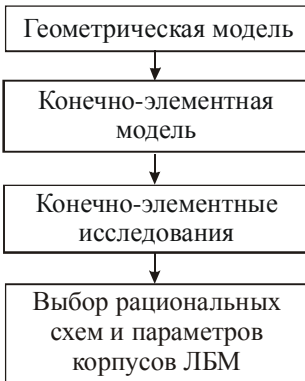 Геометрическая модель
Конечно-элементная
модель
Конечно-элементные
исследования
Выбор рациональных
схем и параметров
корпусов ЛБМ